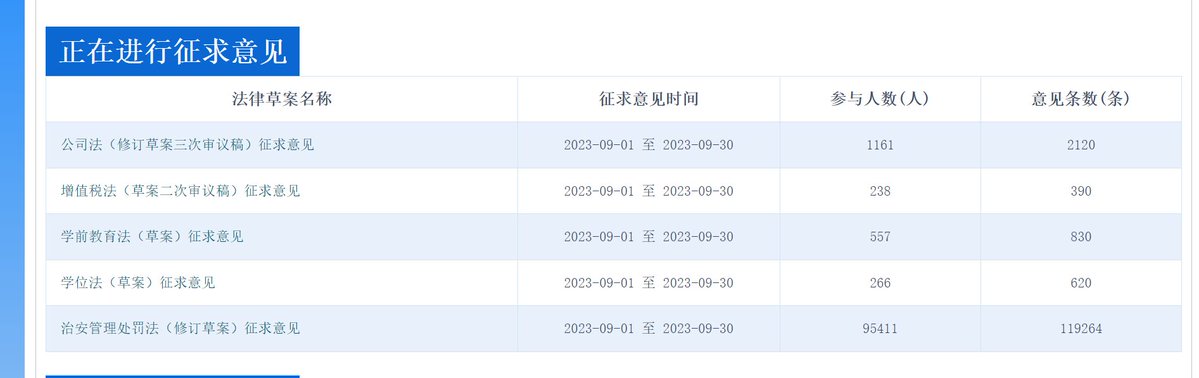 正在进行征求意见
法律草案名称 征求意见时间 参与人数(人) 意见条数(条)
公司法（修订草案三次审议稿）征求意见 2023-09-01 至 2023-09-30 1161 2120
增值税法（草案二次审议稿）征求意见 2023-09-01 至 2023-09-30 238 390
学前教育法（草案）征求意见 2023-09-01 至 2023-09-30 557 830
学位法（草案）征求意见 2023-09-01 至 2023-09-30 266 620
治安管理处罚法（修订草案）征求意见 2023-09-01 至 2023-09-30 95411 119264